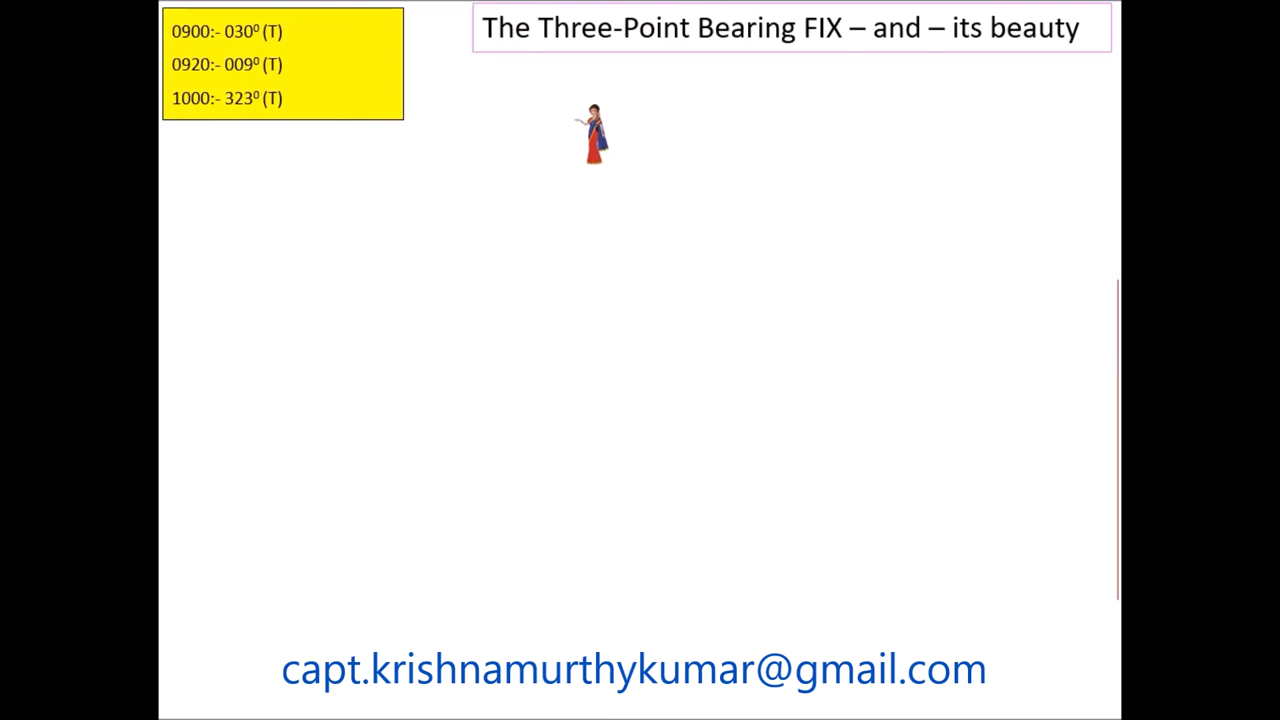 The Three-Point Bearing FIX – and – its beauty
0900:- 030⁰ (T)
0920:- 009⁰ (T)
1000:- 323⁰ (T)
capt.krishnamurthykumar@gmail.com